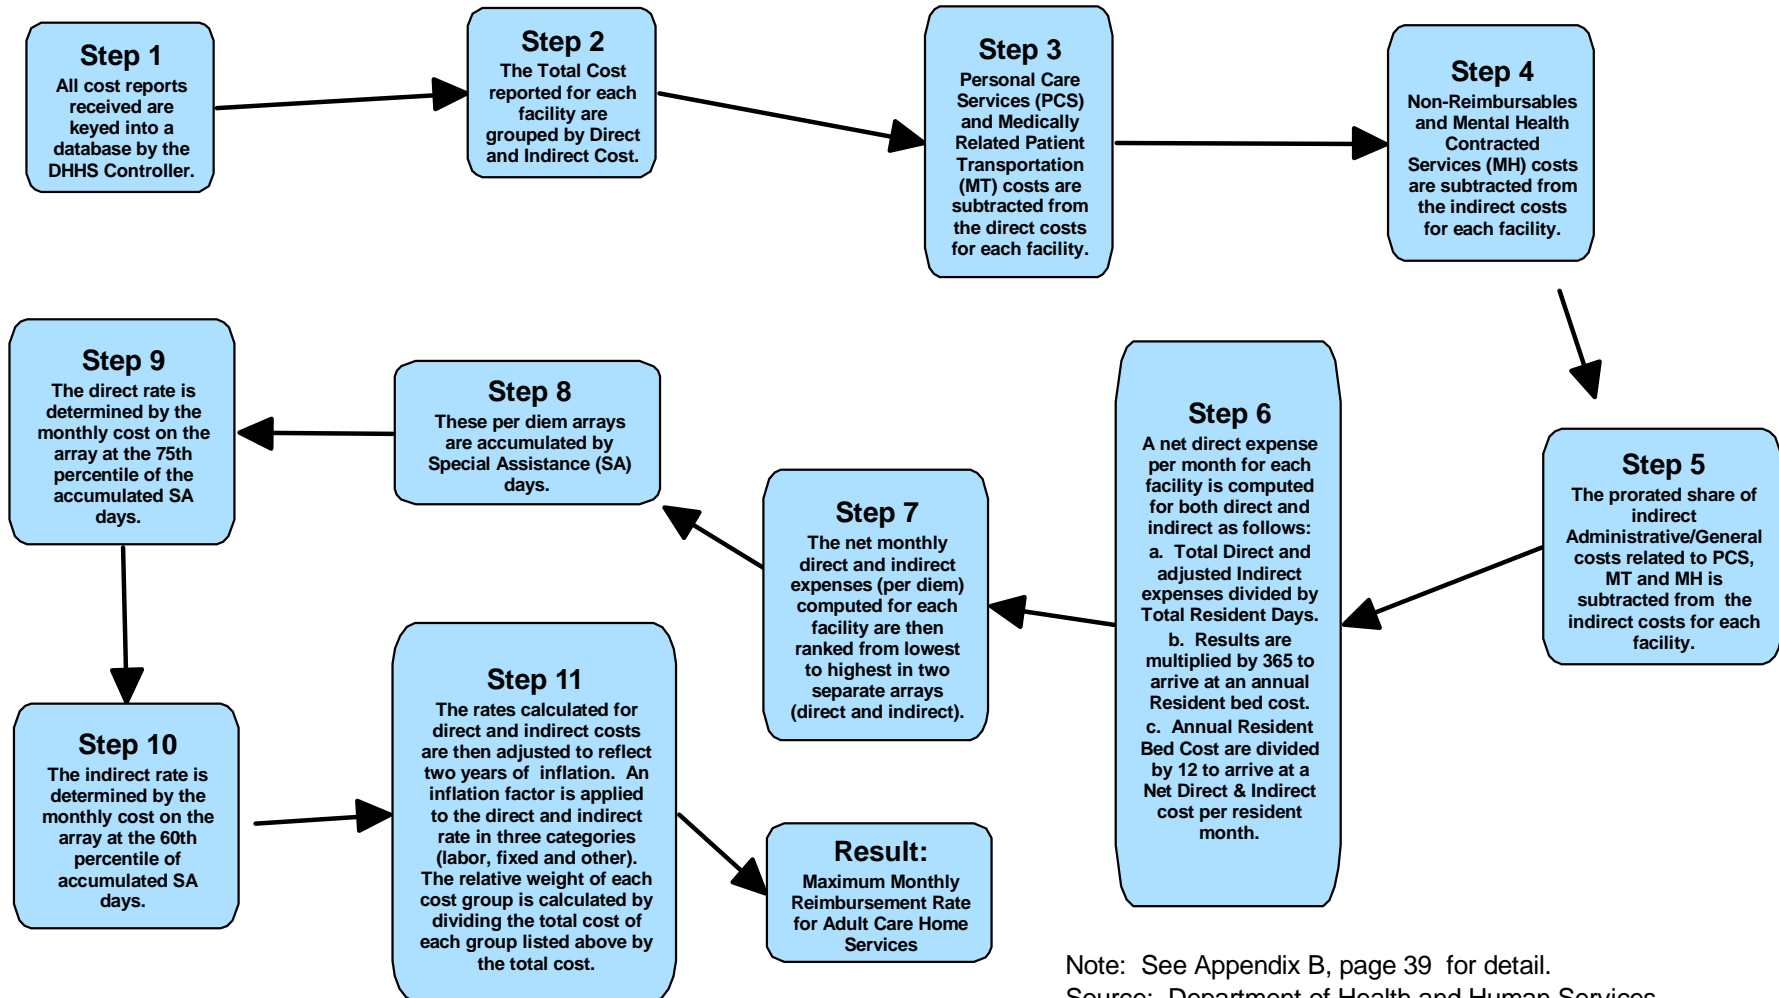 Step 1
All cost reports
received are
keyed into a
database by the
DHHS Controller.
Step 2
The Total Cost
reported for each
facility are
grouped by Direct
and Indirect Cost.
Step 3
Personal Care
Services (PCS)
and Medically
Related Patient
Transportation
(MT) costs are
subtracted from
the direct costs
for each facility.
Step 4
Non-Reimbursables
and Mental Health
Contracted
Services (MH) costs
are subtracted from
the indirect costs
for each facility.
Step 5
The prorated share of
indirect
Administrative/General
costs related to PCS,
MT and MH is
subtracted from the
indirect costs for each
facility.
Step 6
A net direct expense
per month for each
facility is computed
for both direct and
indirect as follows:
a. Total Direct and
adjusted Indirect
expenses divided by
Total Resident Days.
b. Results are
multiplied by 365 to
arrive at an annual
Resident bed cost.
c. Annual Resident
Bed Cost are divided
by 12 to arrive at a
Net Direct & Indirect
cost per resident
month.
Step 7
The net monthly
direct and indirect
expenses (per diem)
computed for each
facility are then
ranked from lowest
to highest in two
separate arrays
(direct and indirect).
Step 8
These per diem arrays
are accumulated by
Special Assistance (SA)
days.
Step 9
The direct rate is
determined by the
monthly cost on the
array at the 75th
percentile of the
accumulated SA
days.
Step 10
The indirect rate is
determined by the
monthly cost on the
array at the 60th
percentile of
accumulated SA
days.
Step 11
The rates calculated for
direct and indirect costs
are then adjusted to reflect
two years of inflation. An
inflation factor is applied
to the direct and indirect
rate in three categories
(labor, fixed and other).
The relative weight of each
cost group is calculated by
dividing the total cost of
each group listed above by
the total cost.
Result:
Maximum Monthly
Reimbursement Rate
for Adult Care Home
Services
Note: See Appendix B, page 39 for detail.
Source: Department of Health and Human Services